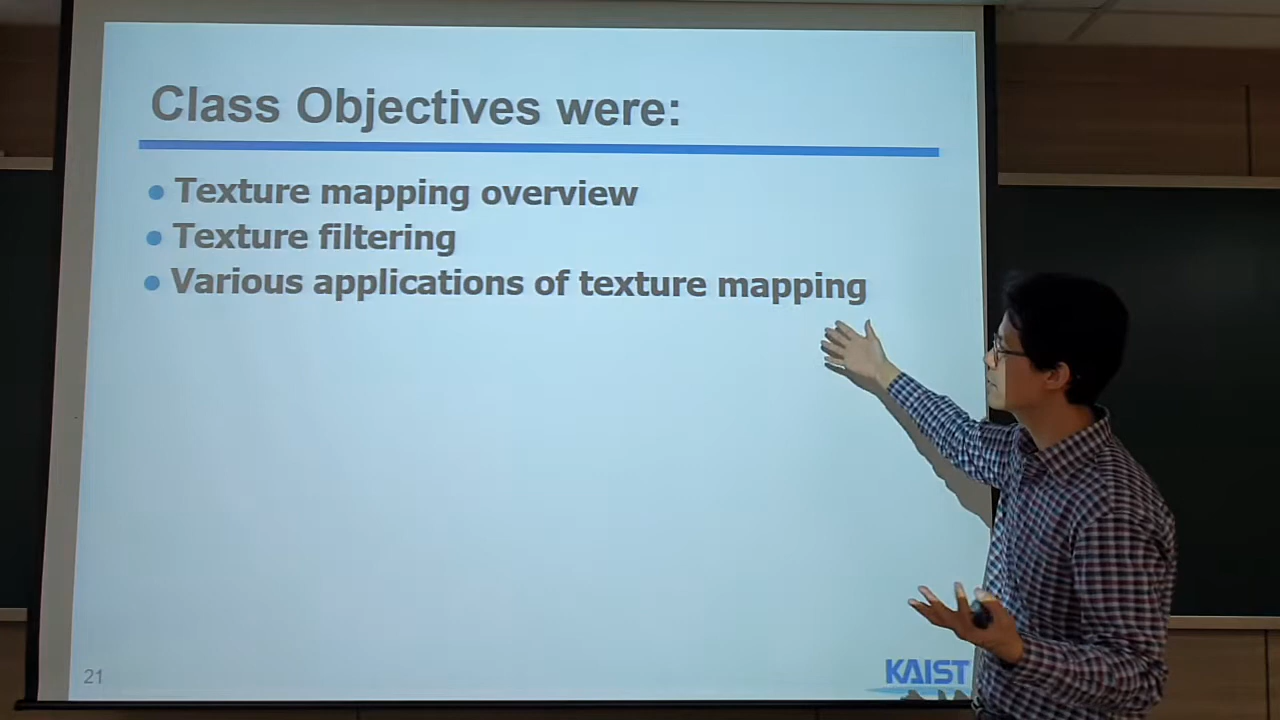 Class Objectives were:
● Texture mapping overview
● Texture filtering
● Various applications of texture mapping
21
KAIST